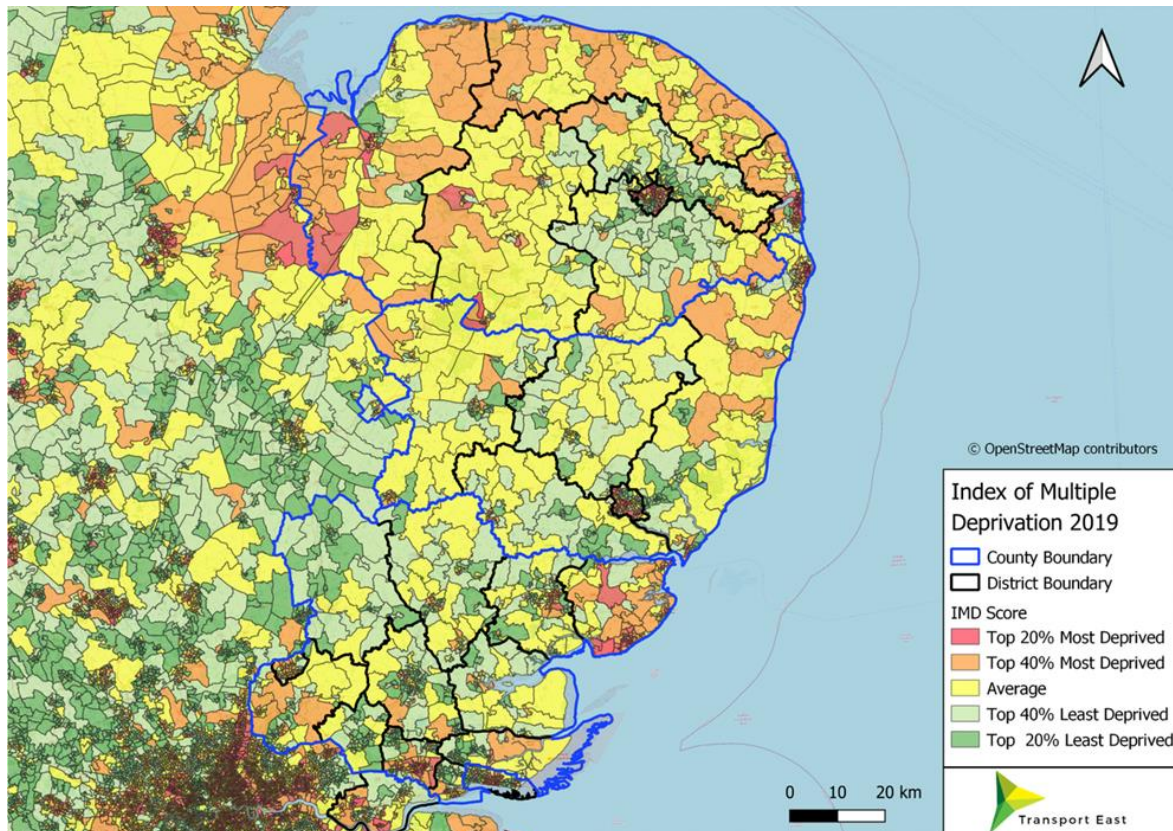 © OpenStreetMap contributors
Index of Multiple
Deprivation 2019
County Boundary
District Boundary
IMD Score
Top 20% Most Deprived
Top 40% Most Deprived
Average
Top 40% Least Deprived
Top 20% Least Deprived
0 10 20 km
Transport East